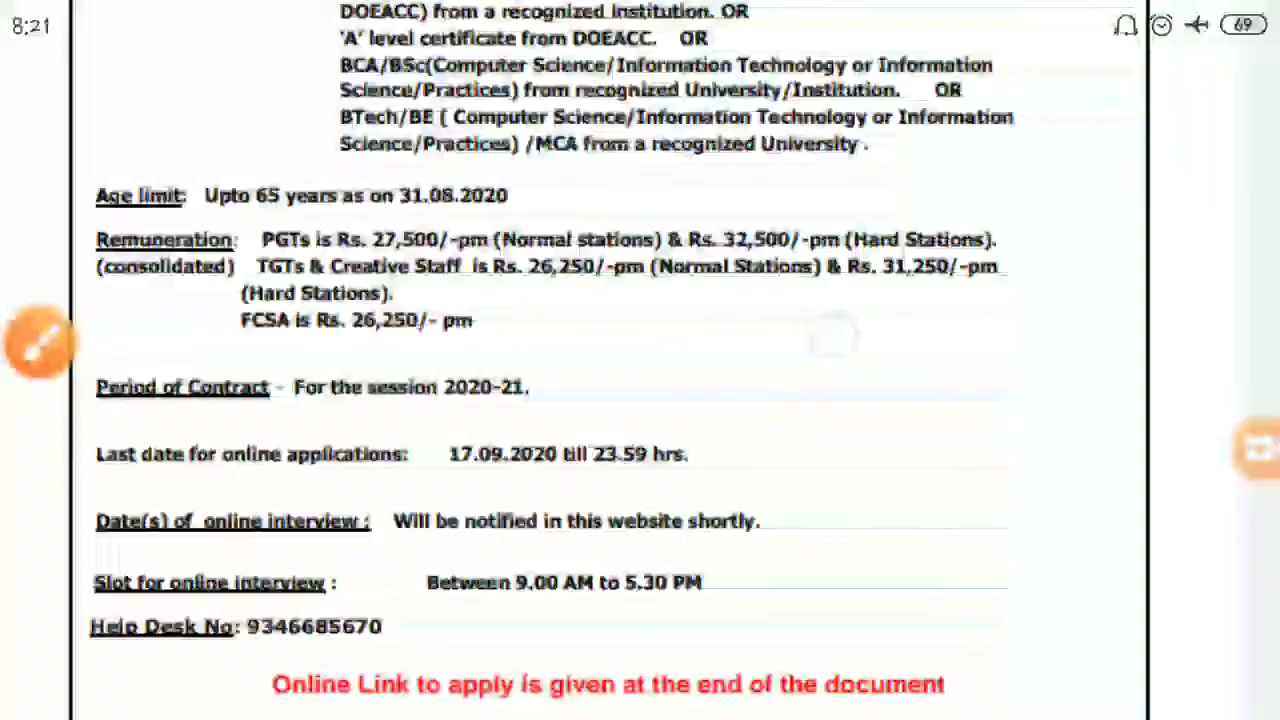 8:21
69
DOEACC) from a recognized institution. OR
'A' level certificate from DOEACC. OR
BCA/BSc(Computer Science/Information Technology or Information
Science/Practices) from recognized University/Institution. OR
BTech/BE ( Computer Science/Information Technology or Information
Science/Practices) /MCA from a recognized University .
Age limit: Upto 65 years as on 31.08.2020
Remuneration: PGTs is Rs. 27,500/-pm (Normal stations) & Rs. 32,500/-pm (Hard Stations).
(consolidated) TGTs & Creative Staff is Rs. 26,250/-pm (Normal Stations) & Rs. 31,250/-pm
(Hard Stations).
FCSA is Rs. 26,250/- pm
Period of Contract - For the session 2020-21.
Last date for online applications: 17.09.2020 till 23.59 hrs.
Date(s) of online interview : Will be notified in this website shortly.
Slot for online interview : Between 9.00 AM to 5.30 PM
Help Desk No: 9346685670
Online Link to apply is given at the end of the document